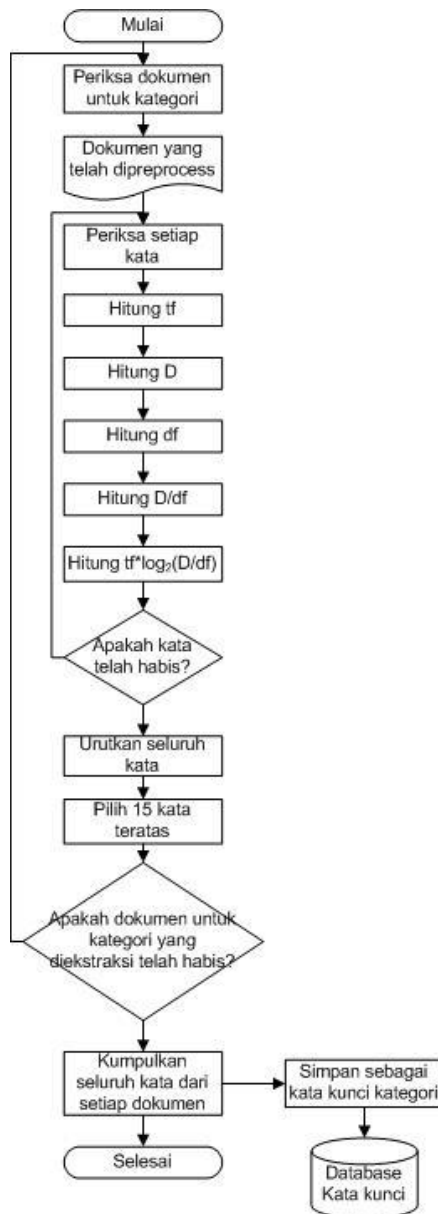 Mulai
Periksa dokumen
untuk kategori
Dokumen yang
telah dipreprocess
Periksa setiap
kata
Hitung tf
Hitung D
Hitung df
Hitung D/df
Hitung tf*log₂(D/df)
Apakah kata
telah habis?
Urutkan seluruh
kata
Pilih 15 kata
teratas
Apakah dokumen untuk
kategori yang
diekstraksi telah habis?
Kumpulkan
seluruh kata dari
setiap dokumen
Simpan sebagai
kata kunci kategori
Selesai
Database
Kata kunci